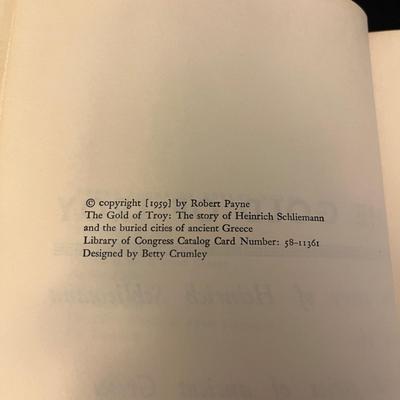 © copyright [1959] by Robert Payne
The Gold of Troy: The story of Heinrich Schliemann
and the buried cities of ancient Greece
Library of Congress Catalog Card Number: 58-11361
Designed by Betty Crumley